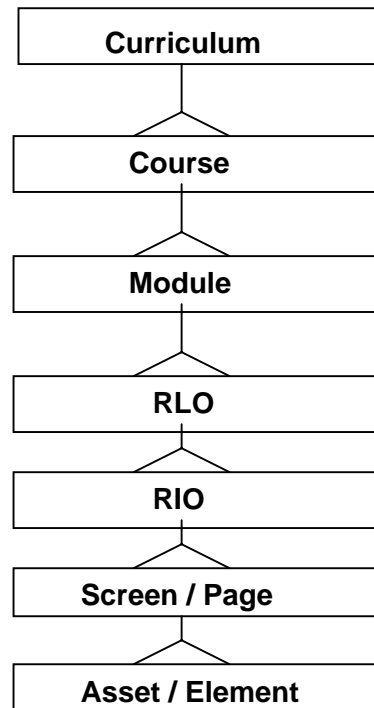 Curriculum
Course
Module
RLO
RIO
Screen / Page
Asset / Element